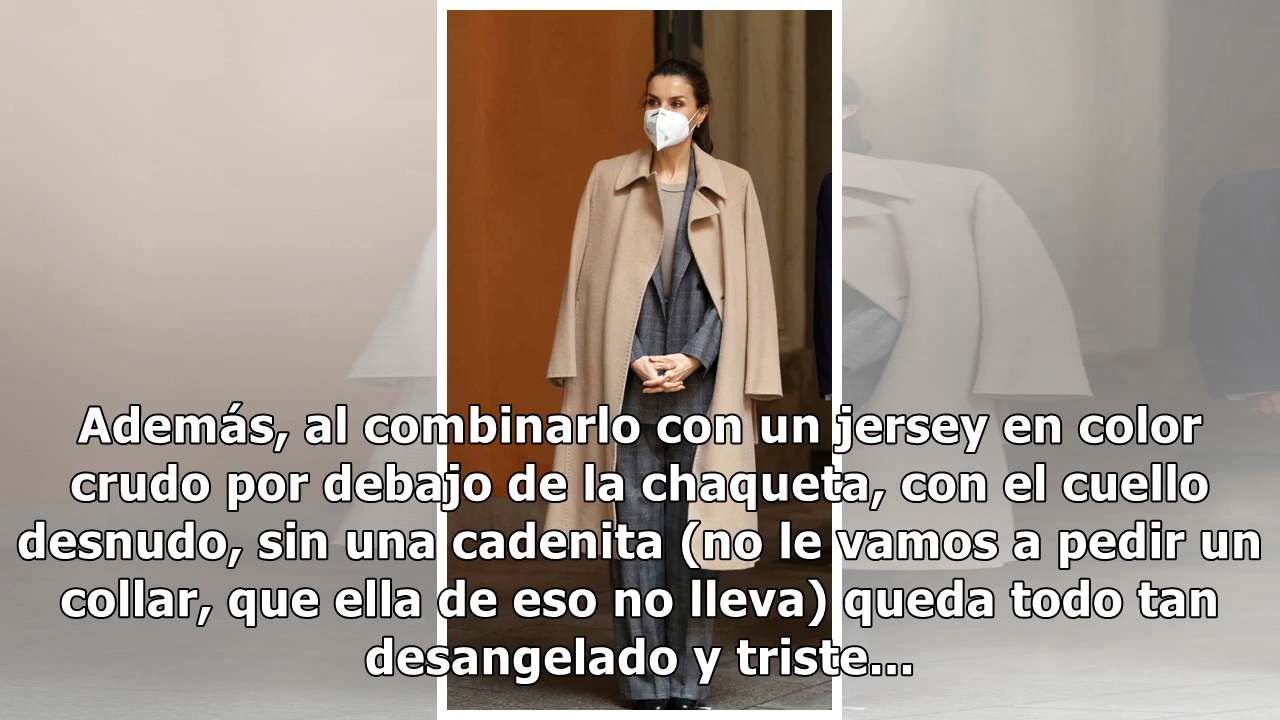 Además, al combinarlo con un jersey en color
crudo por debajo de la chaqueta, con el cuello
desnudo, sin una cadenita (no le vamos a pedir un
collar, que ella de eso no lleva) queda todo tan
desangelado y triste...